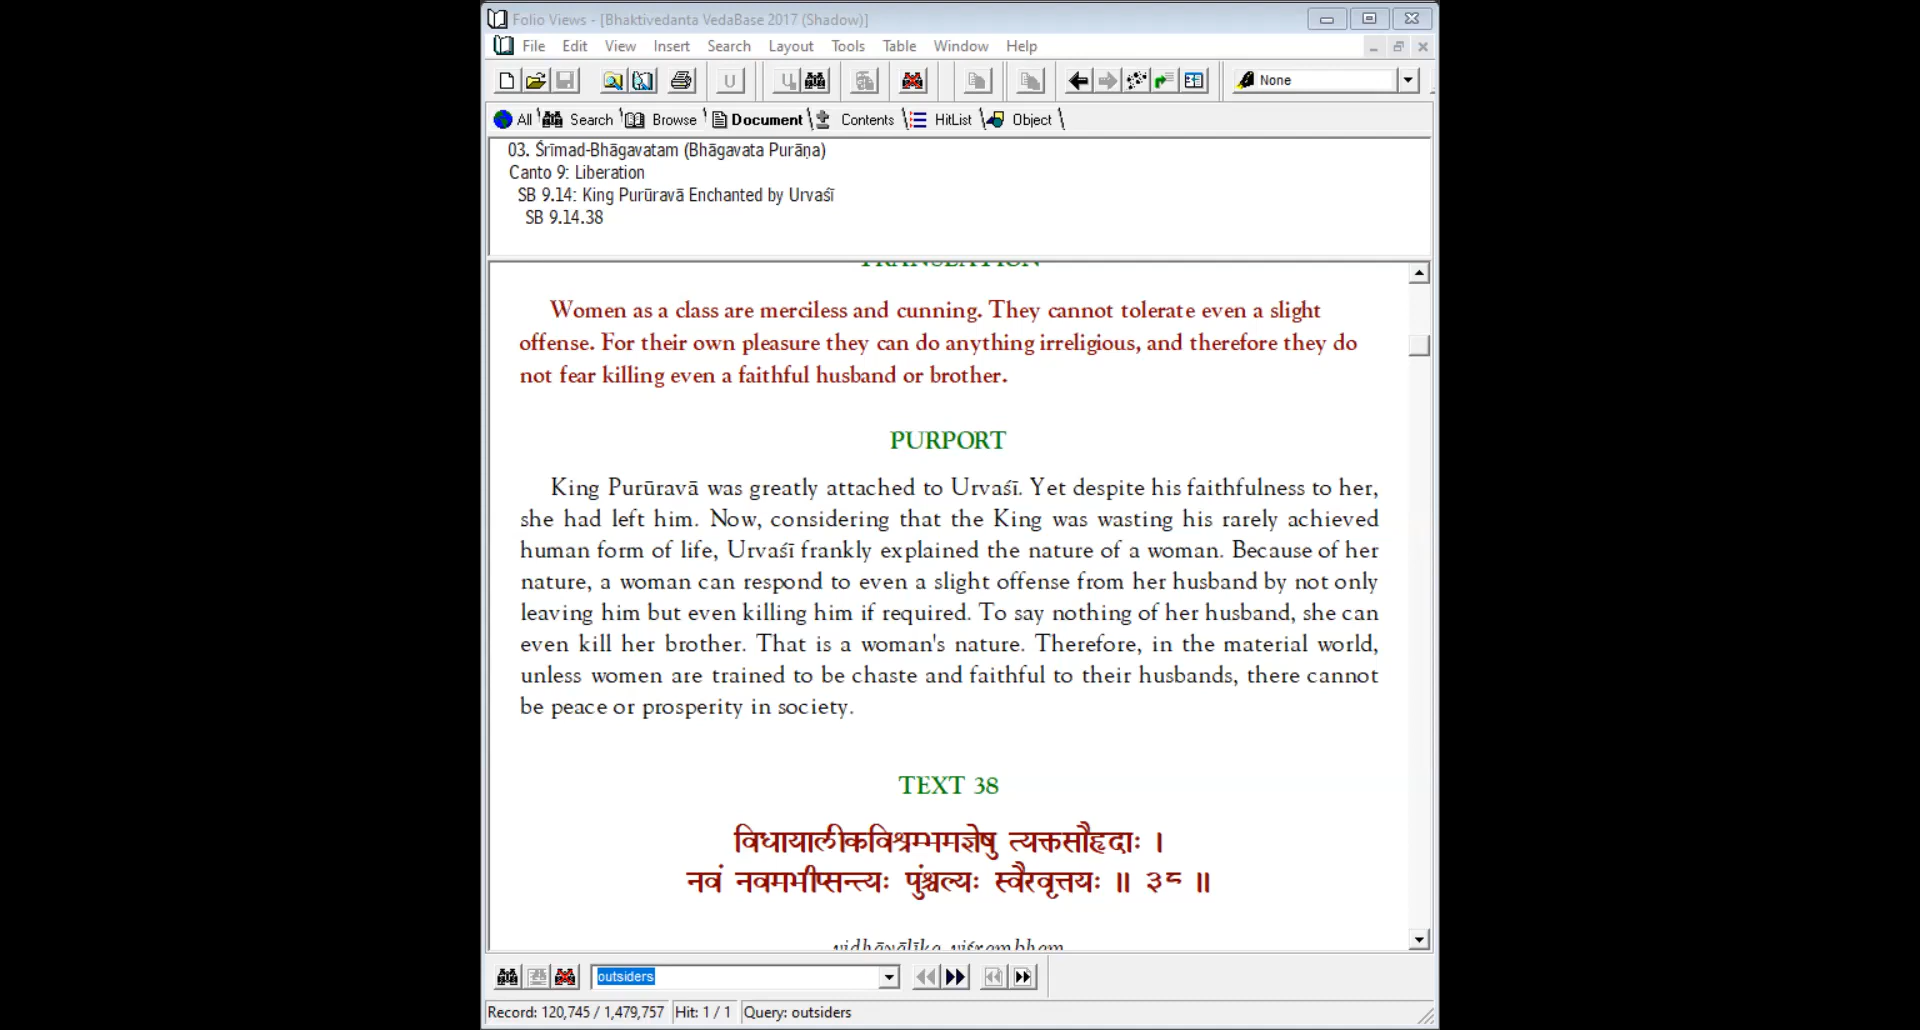 Folio Views - [Bhaktivedanta VedaBase 2017 (Shadow)]
File Edit View Insert Search Layout Tools Table Window Help
U None
All Search Browse Document Contents HitList Object
03. Śrīmad-Bhāgavatam (Bhāgavata Purāṇa)
Canto 9: Liberation
SB 9.14: King Purūravā Enchanted by Urvaśī
SB 9.14.38
TRANSLATION
Women as a class are merciless and cunning. They cannot tolerate even a slight
offense. For their own pleasure they can do anything irreligious, and therefore they do
not fear killing even a faithful husband or brother.
PURPORT
King Purūravā was greatly attached to Urvaśī. Yet despite his faithfulness to her,
she had left him. Now, considering that the King was wasting his rarely achieved
human form of life, Urvaśī frankly explained the nature of a woman. Because of her
nature, a woman can respond to even a slight offense from her husband by not only
leaving him but even killing him if required. To say nothing of her husband, she can
even kill her brother. That is a woman's nature. Therefore, in the material world,
unless women are trained to be chaste and faithful to their husbands, there cannot
be peace or prosperity in society.
TEXT 38
विधायालीकविश्रम्भमज्ञेषु त्यक्तसौहृदाः ।
नवं नवमभीप्सन्त्यः पुंश्चल्यः स्वैरवृत्तयः ॥ ३८ ॥
vidhāyālīka-viśrambham
outsiders
Record: 120,745 / 1,479,757 Hit: 1 / 1 Query: outsiders